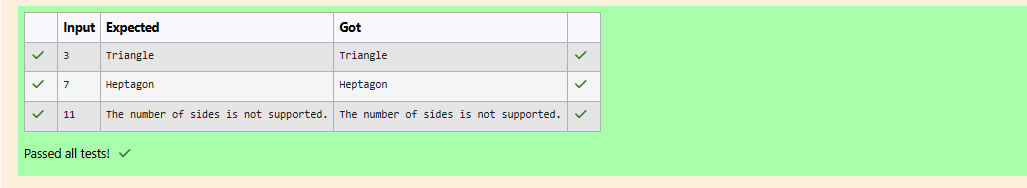 Input Expected Got
3 Triangle Triangle
7 Heptagon Heptagon
11 The number of sides is not supported. The number of sides is not supported.
Passed all tests!